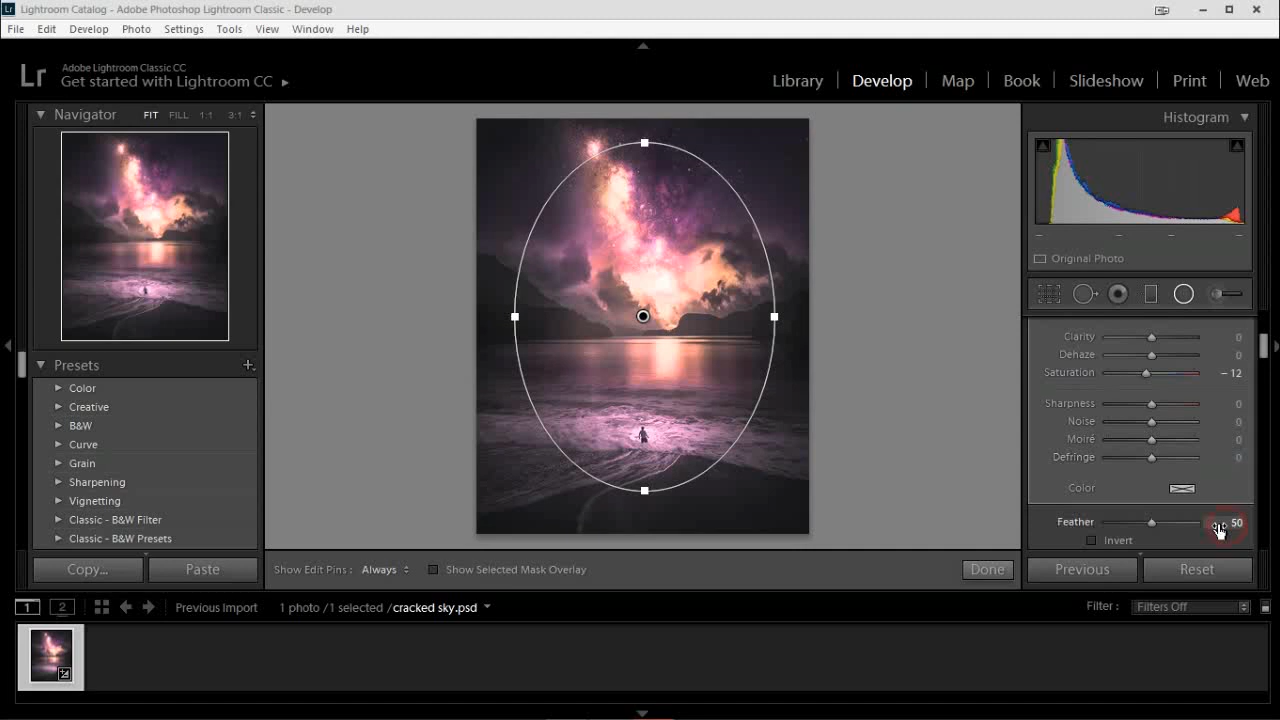 Lr Lightroom Catalog - Adobe Photoshop Lightroom Classic - Develop
File Edit Develop Photo Settings Tools View Window Help
Lr Adobe Lightroom Classic CC
Get started with Lightroom CC
Library Develop Map Book Slideshow Print Web
Navigator FIT FILL 1:1 3:1
Histogram
Original Photo
Presets
Color
Creative
B&W
Curve
Grain
Sharpening
Vignetting
Classic - B&W Filter
Classic - B&W Presets
Copy... Paste
Clarity 0
Dehaze 0
Saturation – 12
Sharpness 0
Noise 0
Moiré 0
Defringe 0
Color
Feather 50
Invert
Show Edit Pins : Always Show Selected Mask Overlay Done
Previous Reset
1 2 Previous Import 1 photo /1 selected /cracked sky.psd Filter : Filters Off